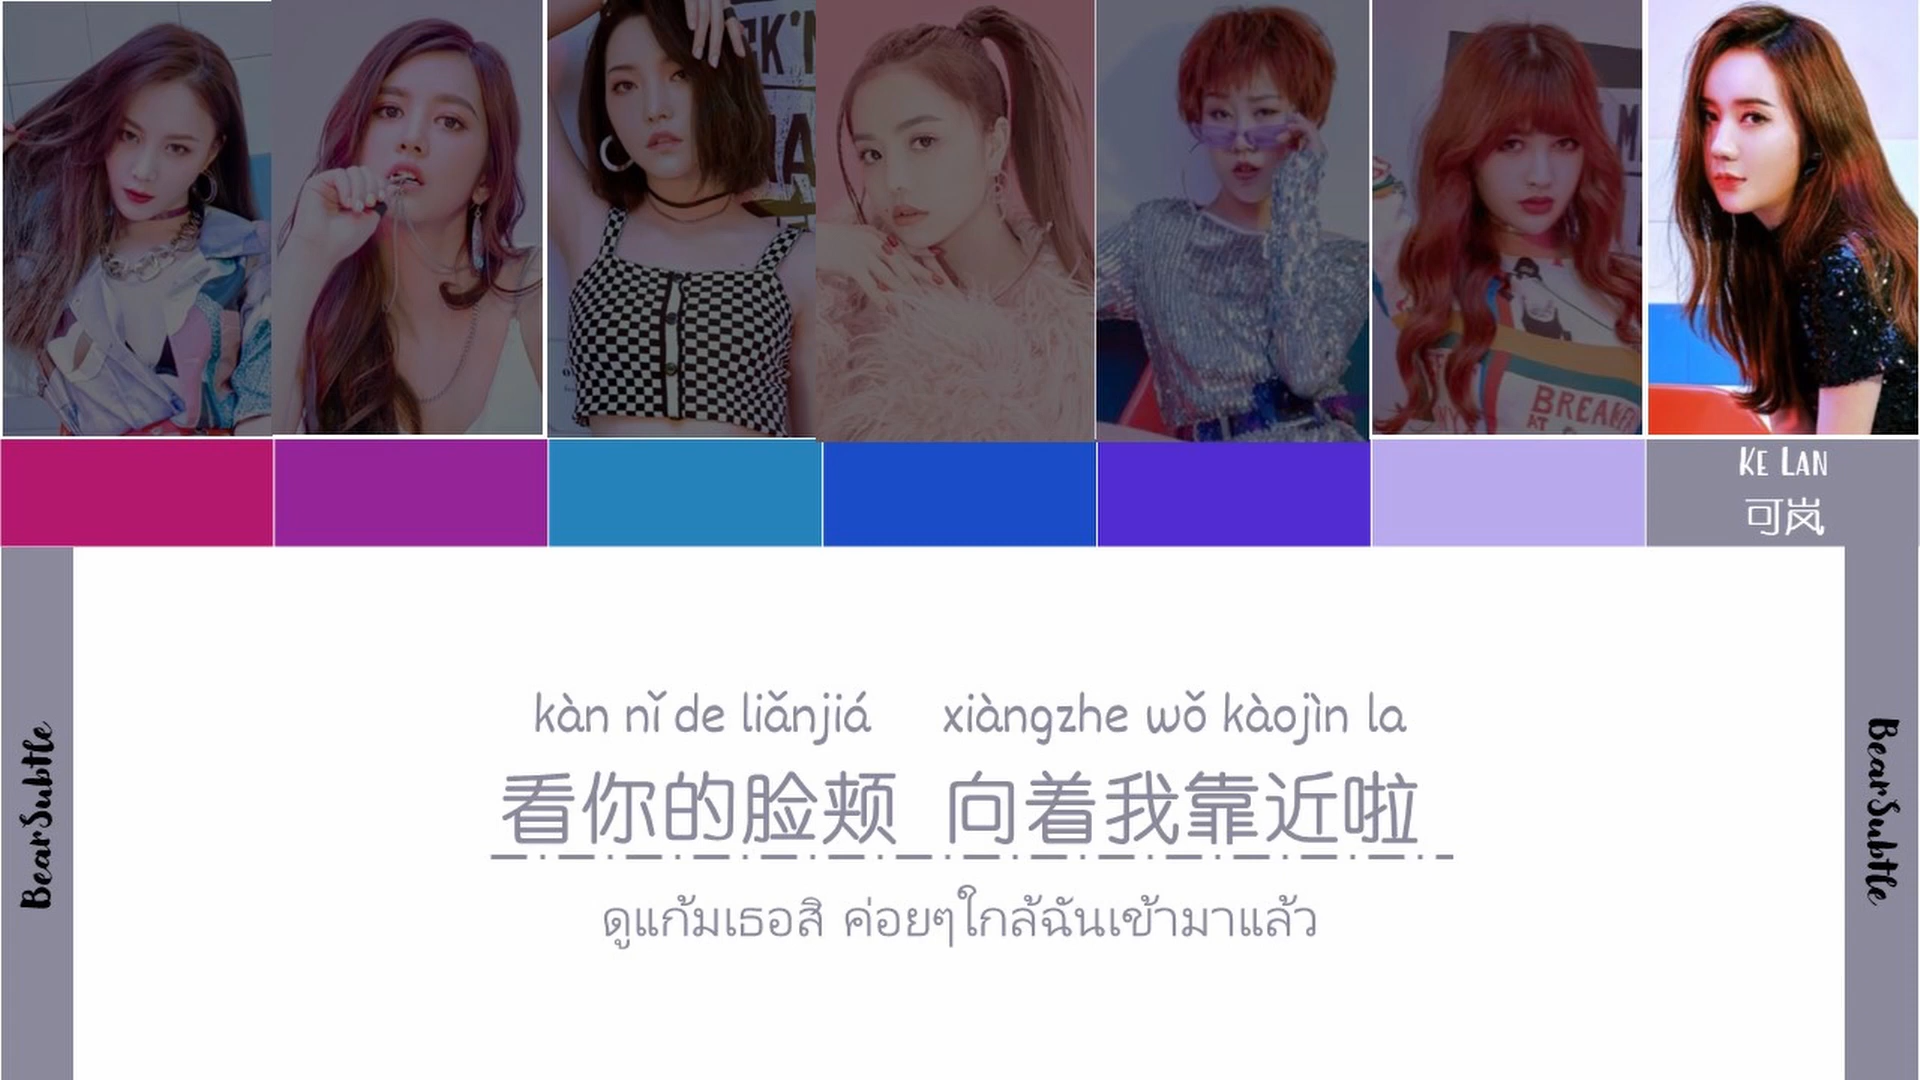 BREAKFA
AT
KE LAN
可岚
kàn nǐ de liǎnjiá xiàngzhe wǒ kàojìn la
看你的脸颊 向着我靠近啦
ดูแก้มเธอสิ ค่อยๆใกล้ฉันเข้ามาแล้ว
BearSubtle
BearSubtle